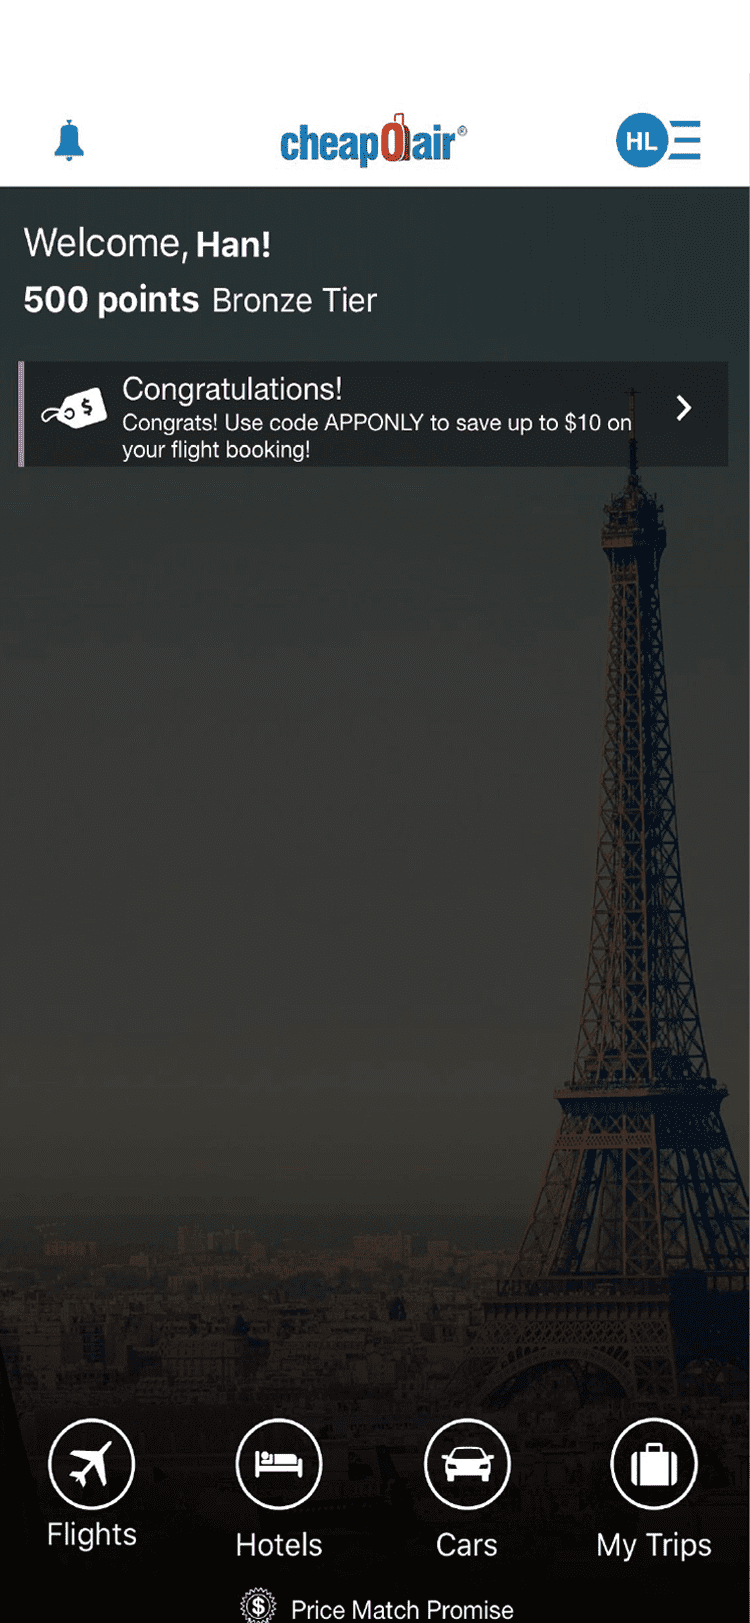 cheapOair®
HL
Welcome, Han!
500 points Bronze Tier
$
Congratulations!
Congrats! Use code APPONLY to save up to $10 on
your flight booking!
Flights
Hotels
Cars
My Trips
$ Price Match Promise